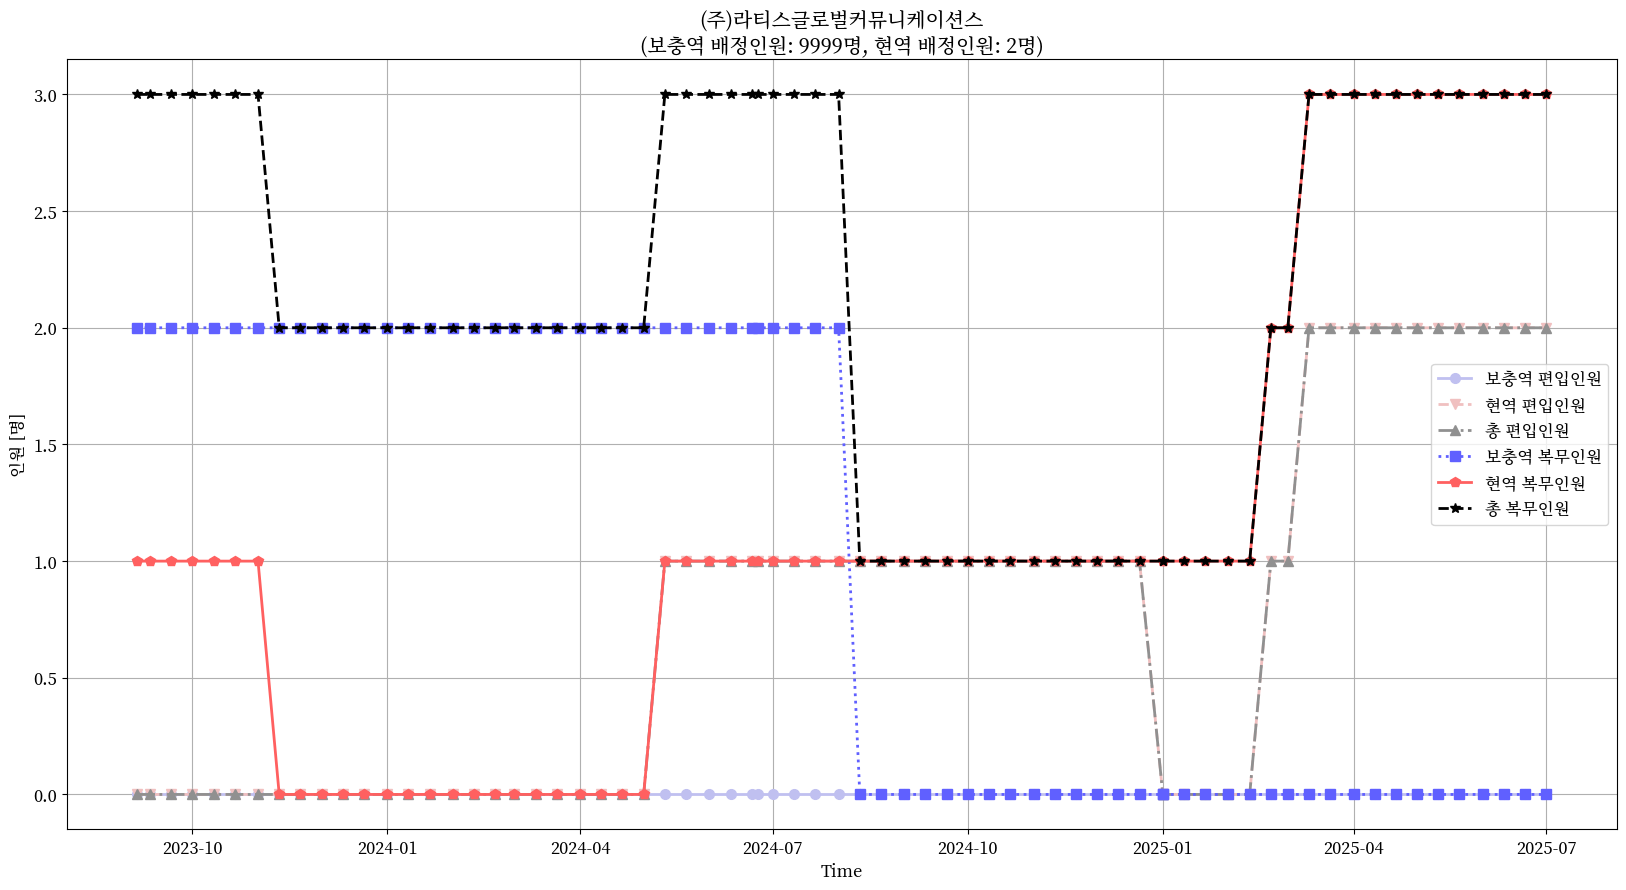 (주)라티스글로벌커뮤니케이션스
(보충역 배정인원: 9999명, 현역 배정인원: 2명)
인원 [명]
3.0
2.5
2.0
1.5
1.0
0.5
0.0
보충역 편입인원
현역 편입인원
총 편입인원
보충역 복무인원
현역 복무인원
총 복무인원
2023-10
2024-01
2024-04
2024-07
2024-10
2025-01
2025-04
2025-07
Time